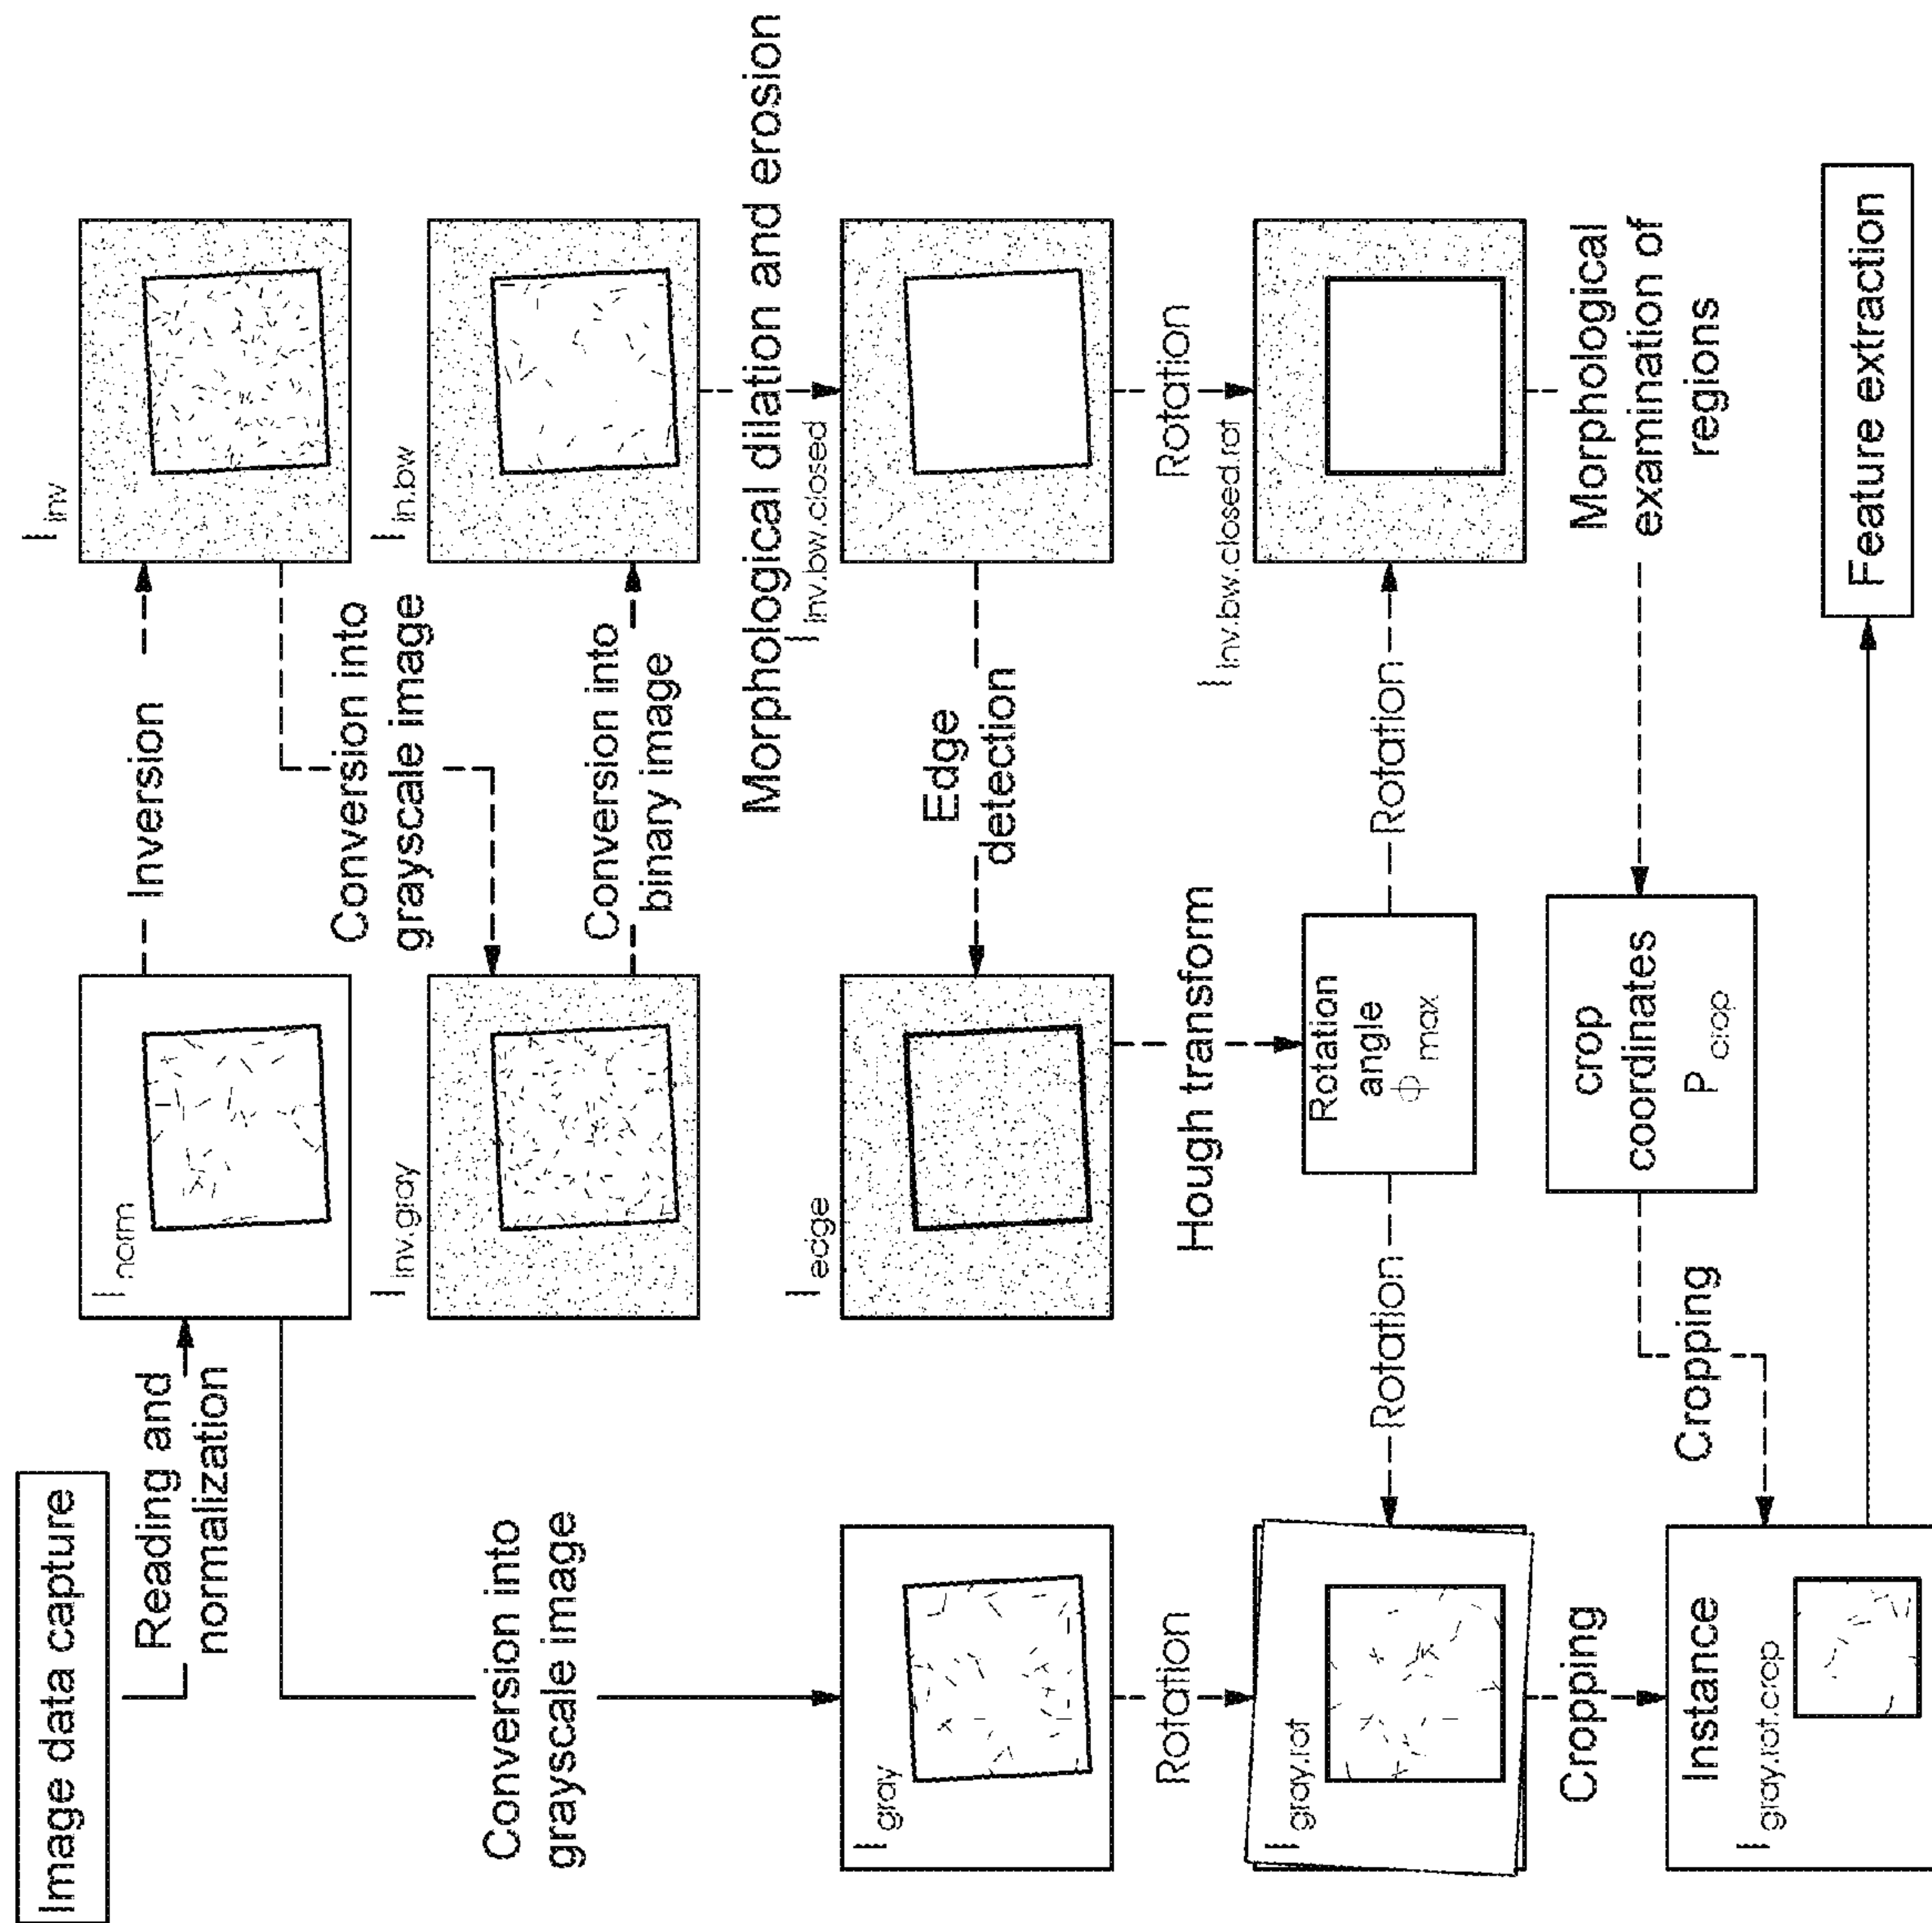 Image data capture
Reading and
normalization
I norm
Inversion
I inv
Conversion into
grayscale image
I inv.gray
Conversion into
binary image
I in.bw
Conversion into
grayscale image
Morphological dilation and erosion
I inv.bw.closed
Edge
detection
I edge
I gray
Hough transform
Rotation
Rotation
I inv.bw.closed.rot
Rotation
angle
ϕ max
Rotation
Rotation
I gray.rot
Morphological
examination of
regions
crop
coordinates
P crop
Cropping
Cropping
Instance
I gray.rot.crop
Feature extraction